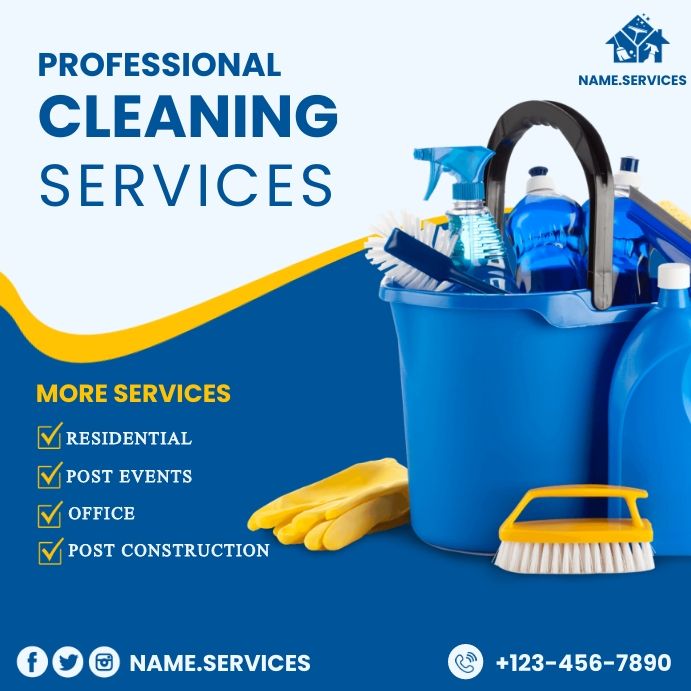 PROFESSIONAL
CLEANING
SERVICES
NAME.SERVICES
MORE SERVICES
RESIDENTIAL
POST EVENTS
OFFICE
POST CONSTRUCTION
NAME.SERVICES
+123-456-7890